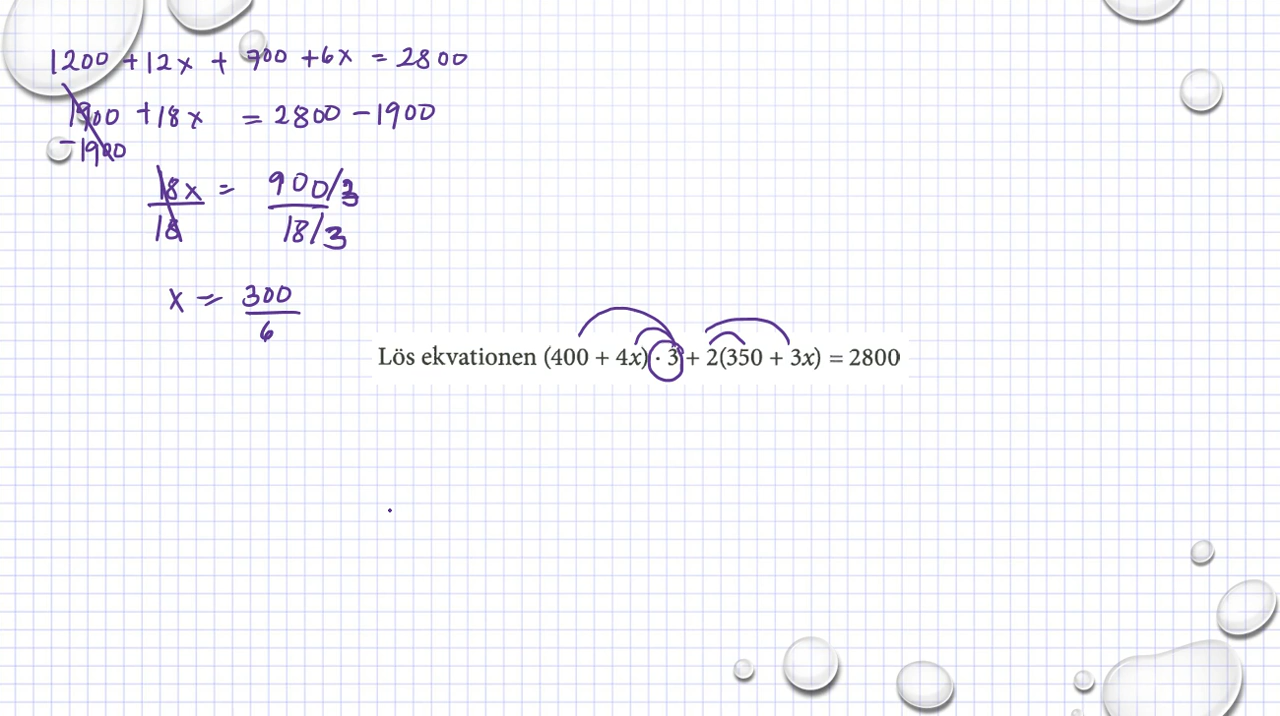 1200 + 12x + 700 + 6x = 2800
1900 + 18x = 2800 - 1900
-1900
18x = 900/3
18 18/3
x = 300
6
Lös ekvationen (400 + 4x) · 3 + 2(350 + 3x) = 2800